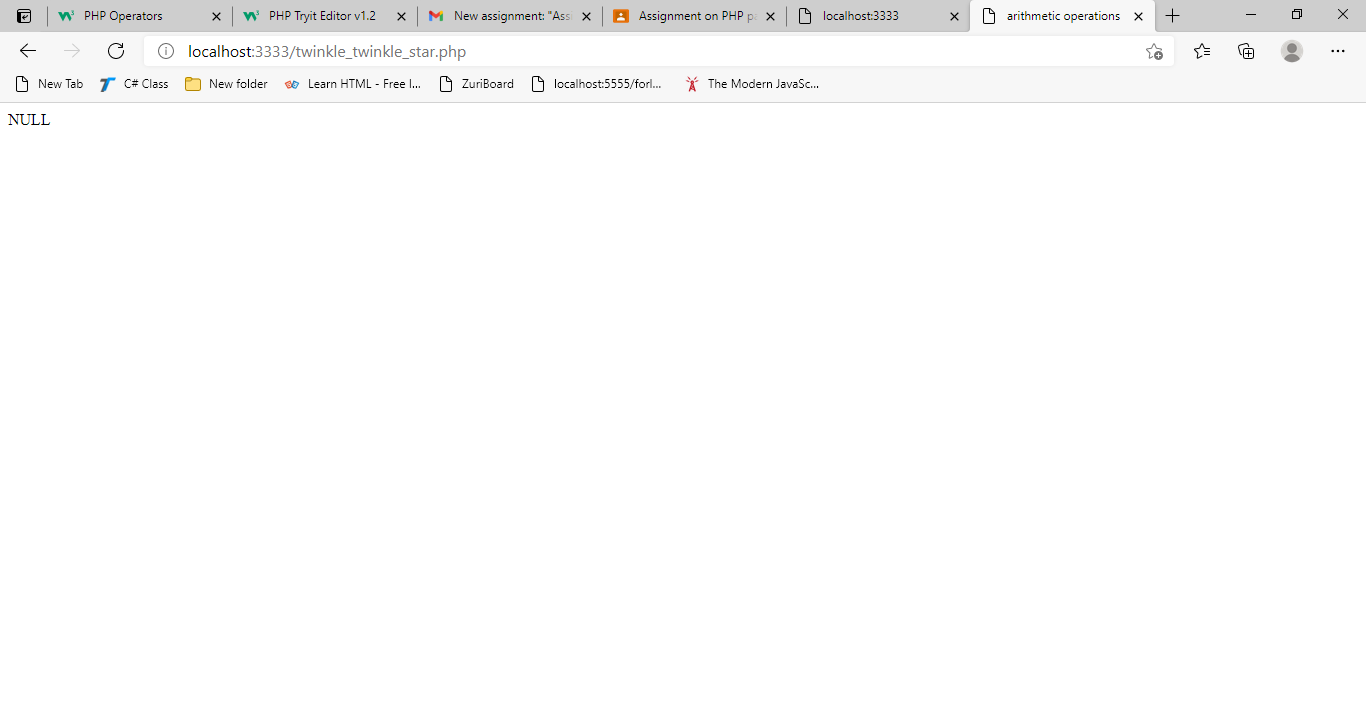 PHP Operators
PHP Tryit Editor v1.2
New assignment: "Ass
Assignment on PHP p
localhost:3333
arithmetic operations
localhost:3333/twinkle_twinkle_star.php
New Tab
C# Class
New folder
Learn HTML - Free I...
ZuriBoard
localhost:5555/forl...
The Modern JavaSc...
NULL